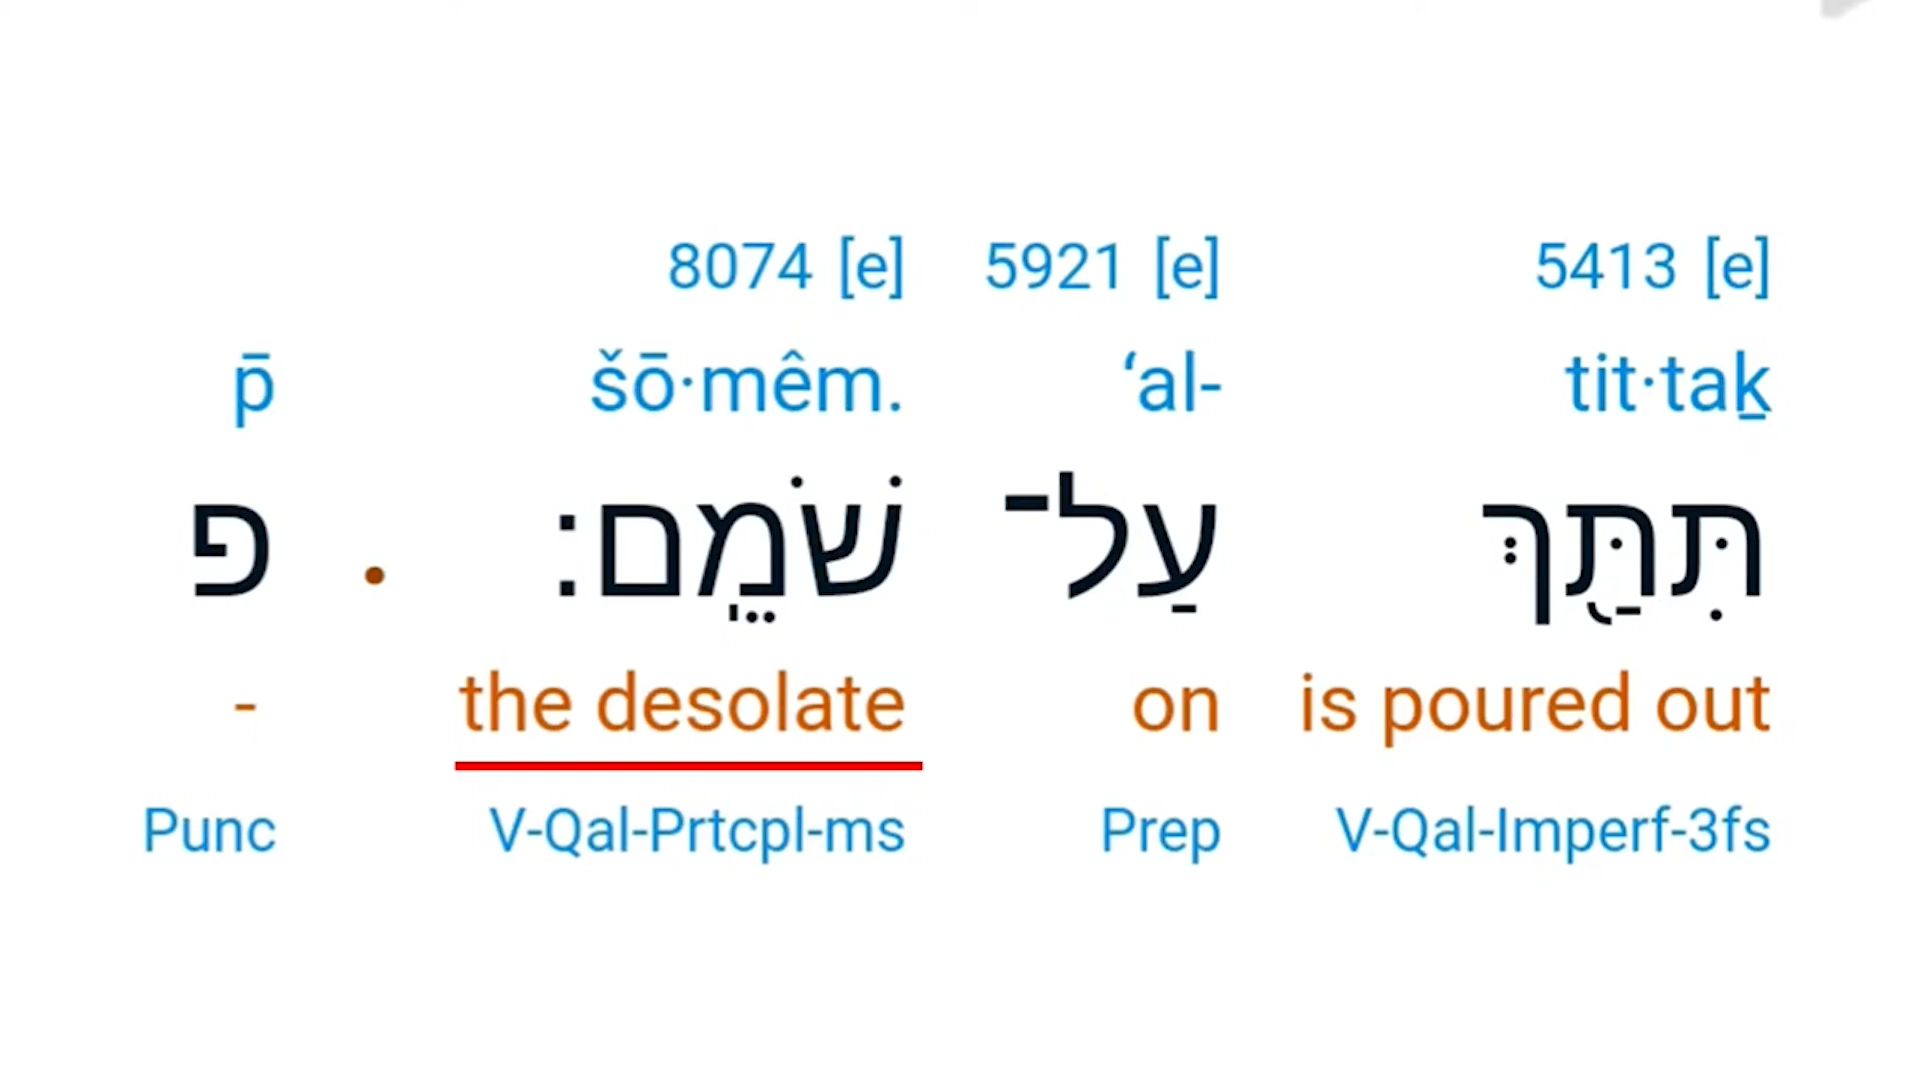 8074 [e] 5921 [e] 5413 [e]
p̄ šō·mêm. ‘al- tit·taḵ
תִּתַּ֖ךְ עַל־ שֹׁמֵֽם׃ . פ
- the desolate on is poured out
Punc V-Qal-Prtcpl-ms Prep V-Qal-Imperf-3fs